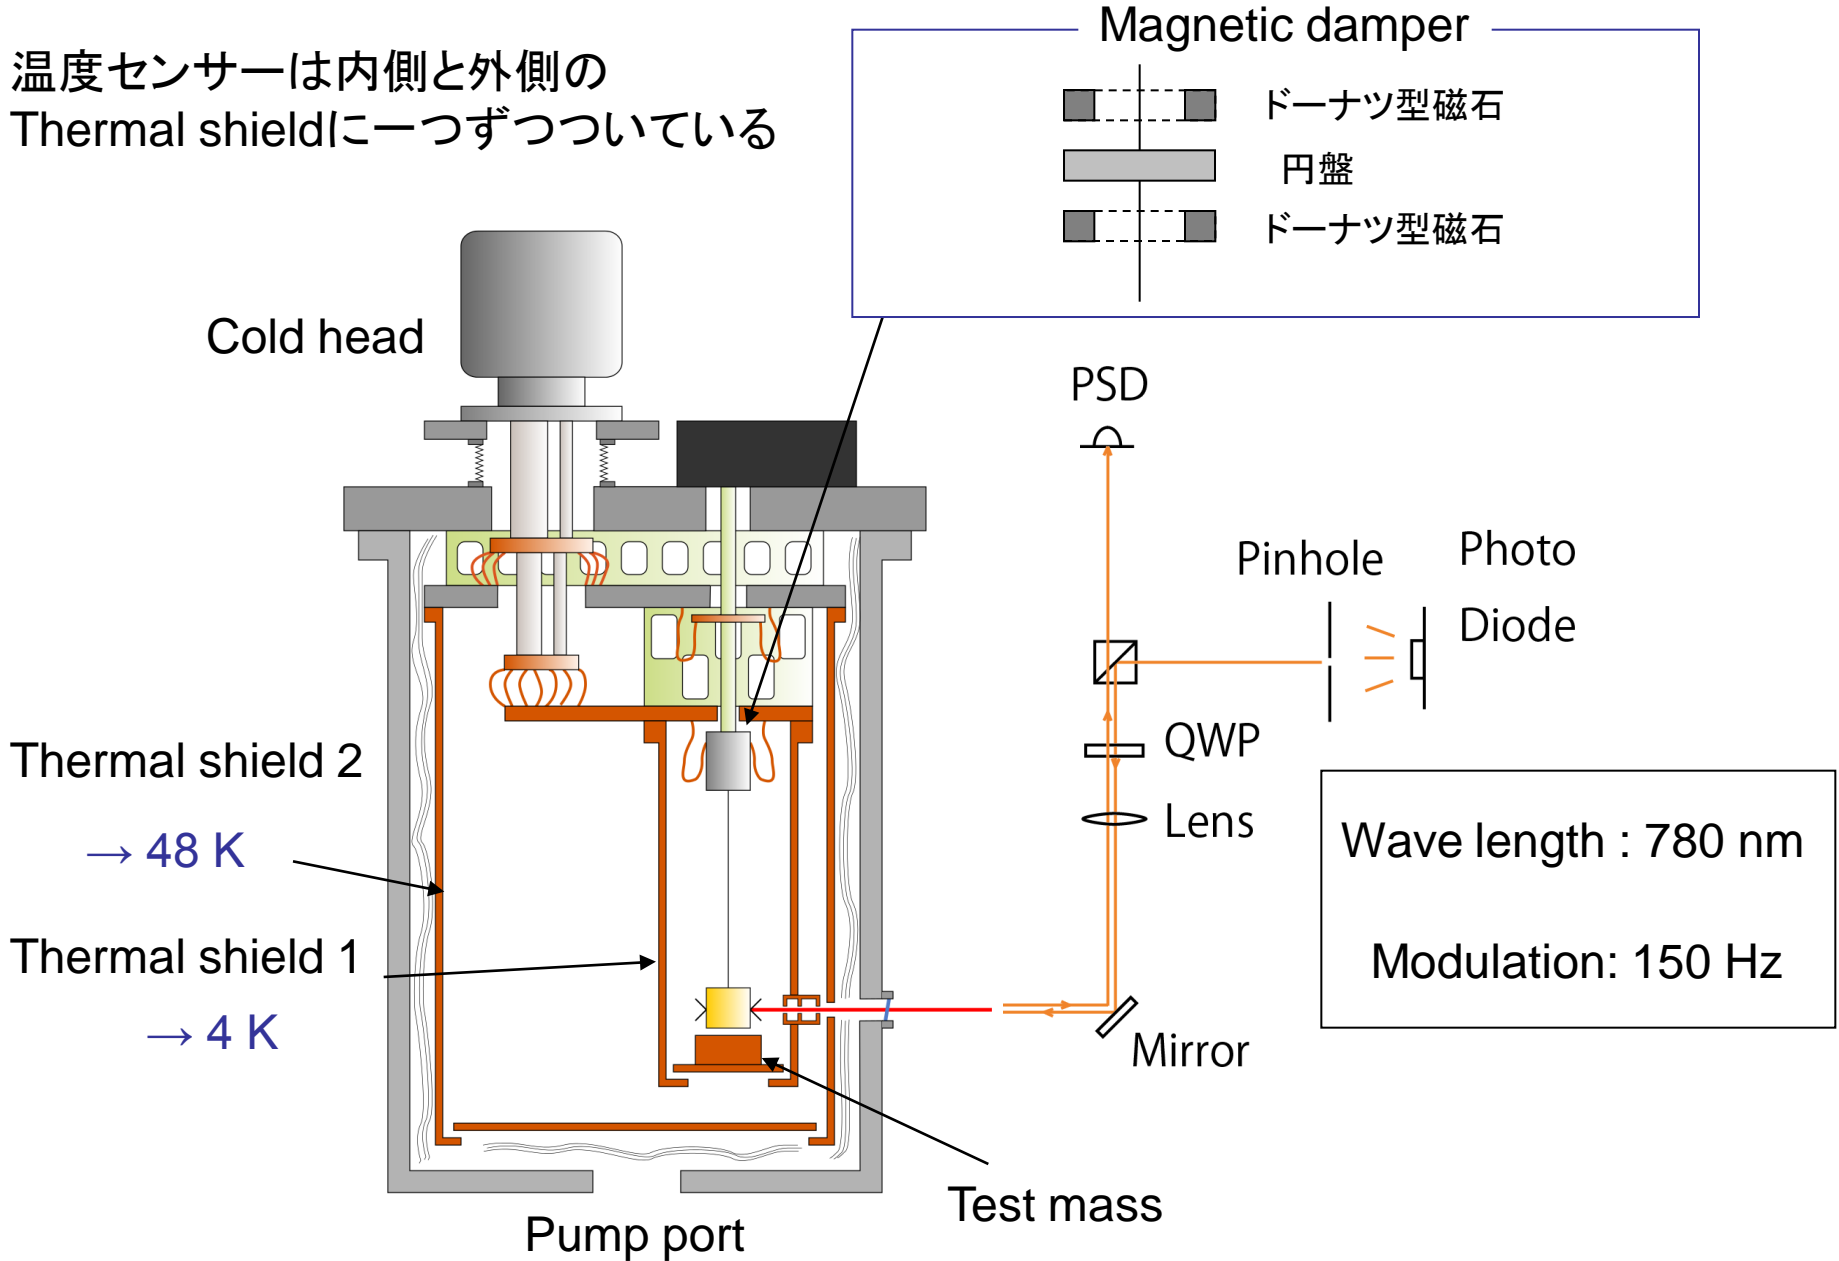 温度センサーは内側と外側の
Thermal shieldに一つずつついている
Magnetic damper
ドーナツ型磁石
円盤
ドーナツ型磁石
Cold head
PSD
Pinhole
Photo
Diode
QWP
Lens
Mirror
Wave length : 780 nm
Modulation: 150 Hz
Thermal shield 2
→ 48 K
Thermal shield 1
→ 4 K
Test mass
Pump port